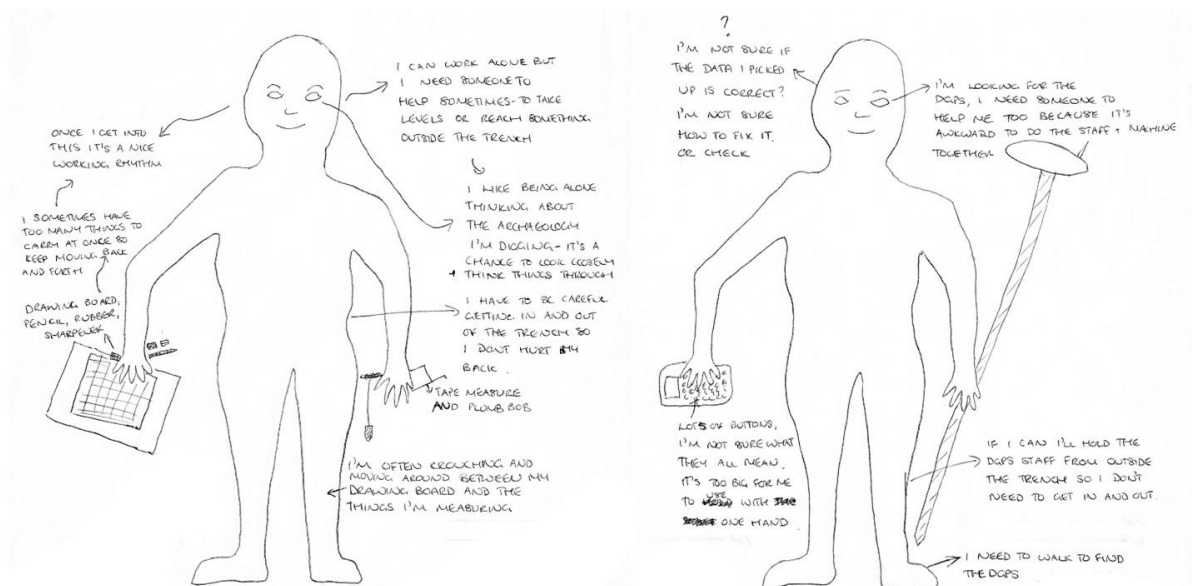 I CAN WORK ALONE BUT
I NEED SOMEONE TO
HELP SOMETIMES - TO TAKE
LEVELS OR REACH SOMETHING
OUTSIDE THE TRENCH
ONCE I GET INTO
THIS IT'S A NICE
WORKING RHYTHM
I LIKE BEING ALONE
THINKING ABOUT
THE ARCHAEOLOGY
I'M DIGGING - IT'S A
CHANCE TO LOOK CLOSELY
+ THINK THINGS THROUGH
I SOMETIMES HAVE
TOO MANY THINGS TO
CARRY AT ONCE SO
KEEP MOVING BACK
AND FORTH
DRAWING BOARD,
PENCIL, RUBBER,
SHARPENER
I HAVE TO BE CAREFUL
GETTING IN AND OUT
OF THE TRENCH SO
I DON'T HURT MY
BACK.
TAPE MEASURE
AND PLUMB BOB
I'M OFTEN CROUCHING AND
MOVING AROUND BETWEEN MY
DRAWING BOARD AND THE
THINGS I'M MEASURING
?
I'M NOT SURE IF
THE DATA I PICKED
UP IS CORRECT?
I'M NOT SURE
HOW TO FIX IT.
OR CHECK
I'M LOOKING FOR THE
DGPS, I NEED SOMEONE TO
HELP ME TOO BECAUSE IT'S
AWKWARD TO DO THE STAFF + MACHINE
TOGETHER
LOTS OF BUTTONS,
I'M NOT SURE WHAT
THEY ALL MEAN.
IT'S TOO BIG FOR ME
TO USE WITH
ONE HAND
IF I CAN I'LL HOLD THE
DGPS STAFF FROM OUTSIDE
THE TRENCH SO I DON'T
NEED TO GET IN AND OUT.
I NEED TO WALK TO FIND
THE DGPS